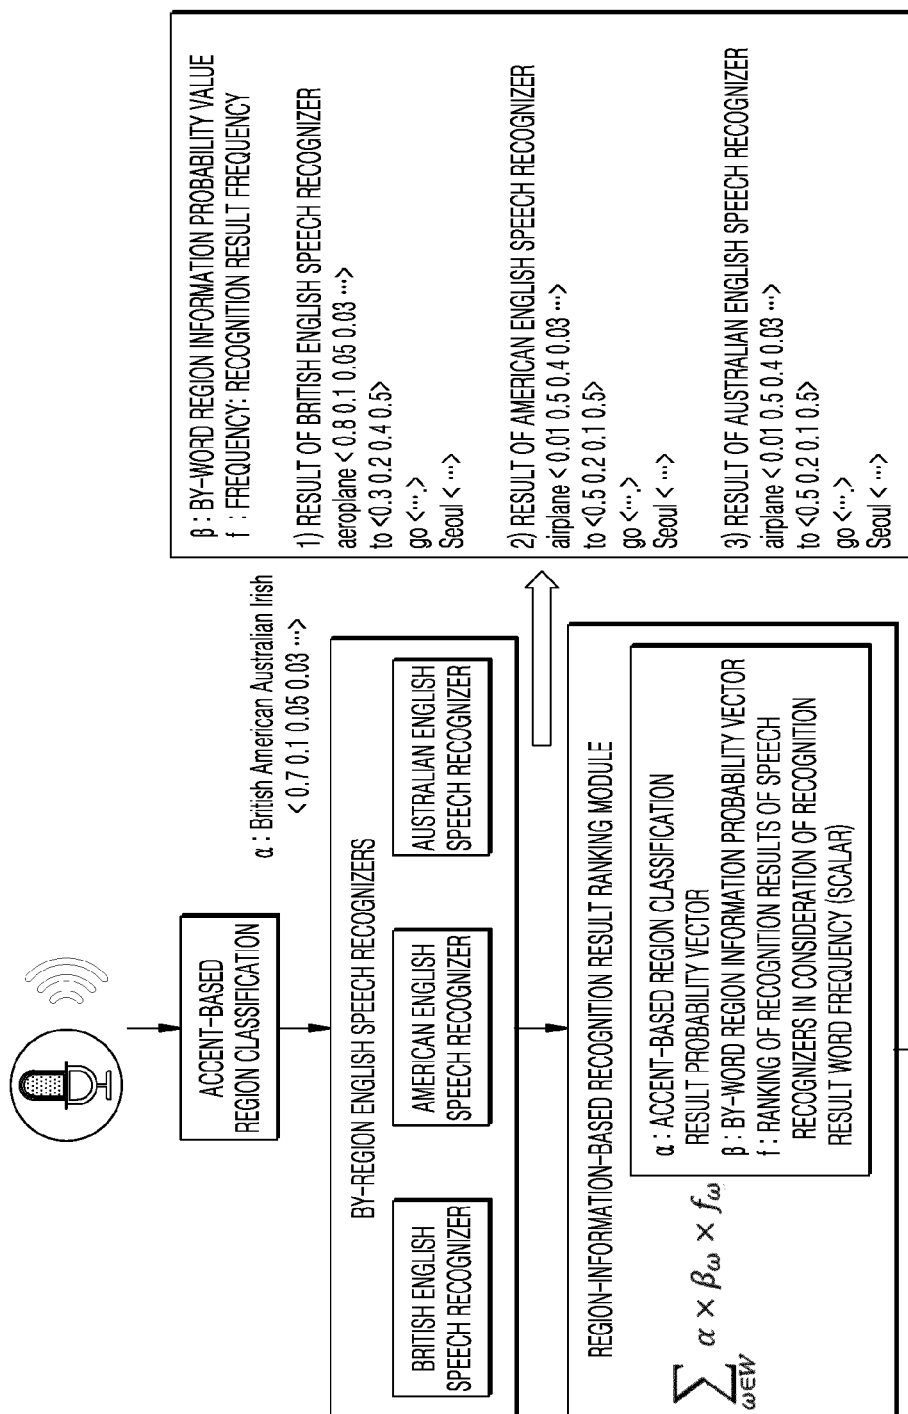 ACCENT-BASED
REGION CLASSIFICATION
α : British American Australian Irish
< 0.7 0.1 0.05 0.03 ···>
BY-REGION ENGLISH SPEECH RECOGNIZERS
BRITISH ENGLISH
SPEECH RECOGNIZER
AMERICAN ENGLISH
SPEECH RECOGNIZER
AUSTRALIAN ENGLISH
SPEECH RECOGNIZER
REGION-INFORMATION-BASED RECOGNITION RESULT RANKING MODULE
∑ α × βω × fω
ω∈W
α : ACCENT-BASED REGION CLASSIFICATION
RESULT PROBABILITY VECTOR
β : BY-WORD REGION INFORMATION PROBABILITY VECTOR
f : RANKING OF RECOGNITION RESULTS OF SPEECH
RECOGNIZERS IN CONSIDERATION OF RECOGNITION
RESULT WORD FREQUENCY (SCALAR)
β : BY-WORD REGION INFORMATION PROBABILITY VALUE
f : FREQUENCY: RECOGNITION RESULT FREQUENCY
1) RESULT OF BRITISH ENGLISH SPEECH RECOGNIZER
aeroplane < 0.8 0.1 0.05 0.03 ···>
to <0.3 0.2 0.4 0.5>
go <···.>
Seoul < ···>
2) RESULT OF AMERICAN ENGLISH SPEECH RECOGNIZER
airplane < 0.01 0.5 0.4 0.03 ···>
to <0.5 0.2 0.1 0.5>
go <···.>
Seoul < ···>
3) RESULT OF AUSTRALIAN ENGLISH SPEECH RECOGNIZER
airplane < 0.01 0.5 0.4 0.03 ···>
to <0.5 0.2 0.1 0.5>
go <···.>
Seoul < ···>